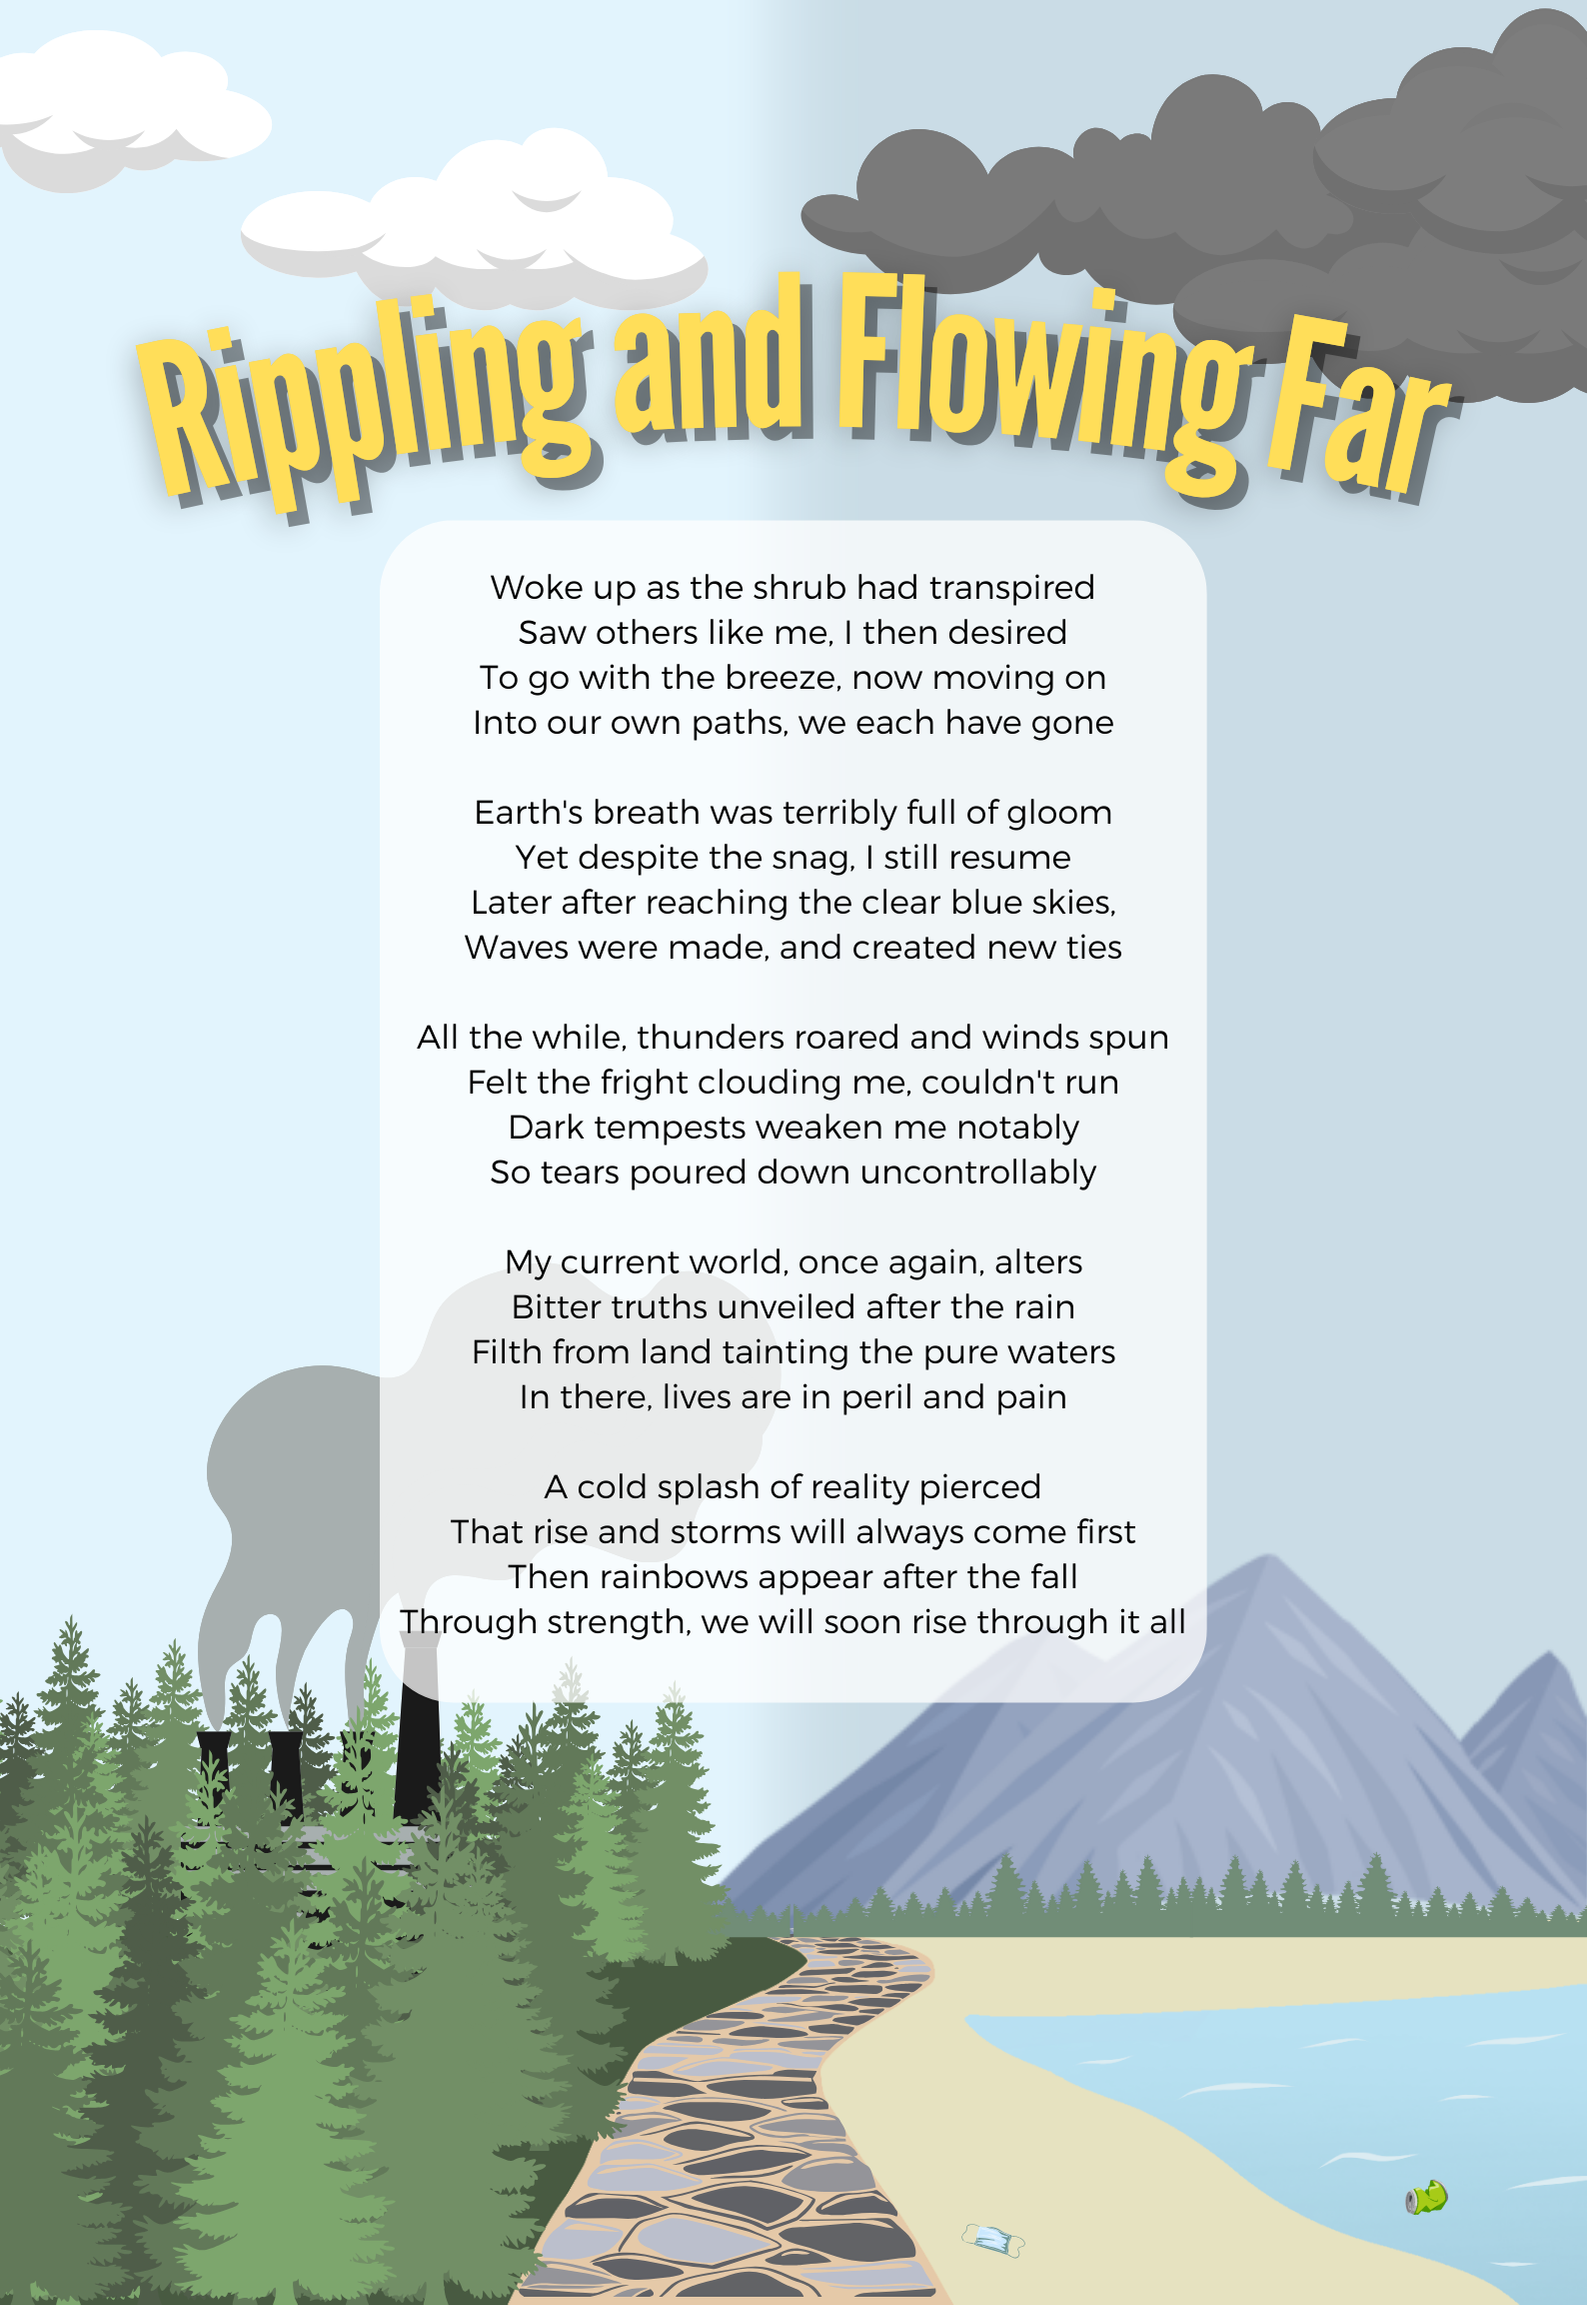 Rippling and Flowing Far
Woke up as the shrub had transpired
Saw others like me, I then desired
To go with the breeze, now moving on
Into our own paths, we each have gone
Earth's breath was terribly full of gloom
Yet despite the snag, I still resume
Later after reaching the clear blue skies,
Waves were made, and created new ties
All the while, thunders roared and winds spun
Felt the fright clouding me, couldn't run
Dark tempests weaken me notably
So tears poured down uncontrollably
My current world, once again, alters
Bitter truths unveiled after the rain
Filth from land tainting the pure waters
In there, lives are in peril and pain
A cold splash of reality pierced
That rise and storms will always come first
Then rainbows appear after the fall
Through strength, we will soon rise through it all